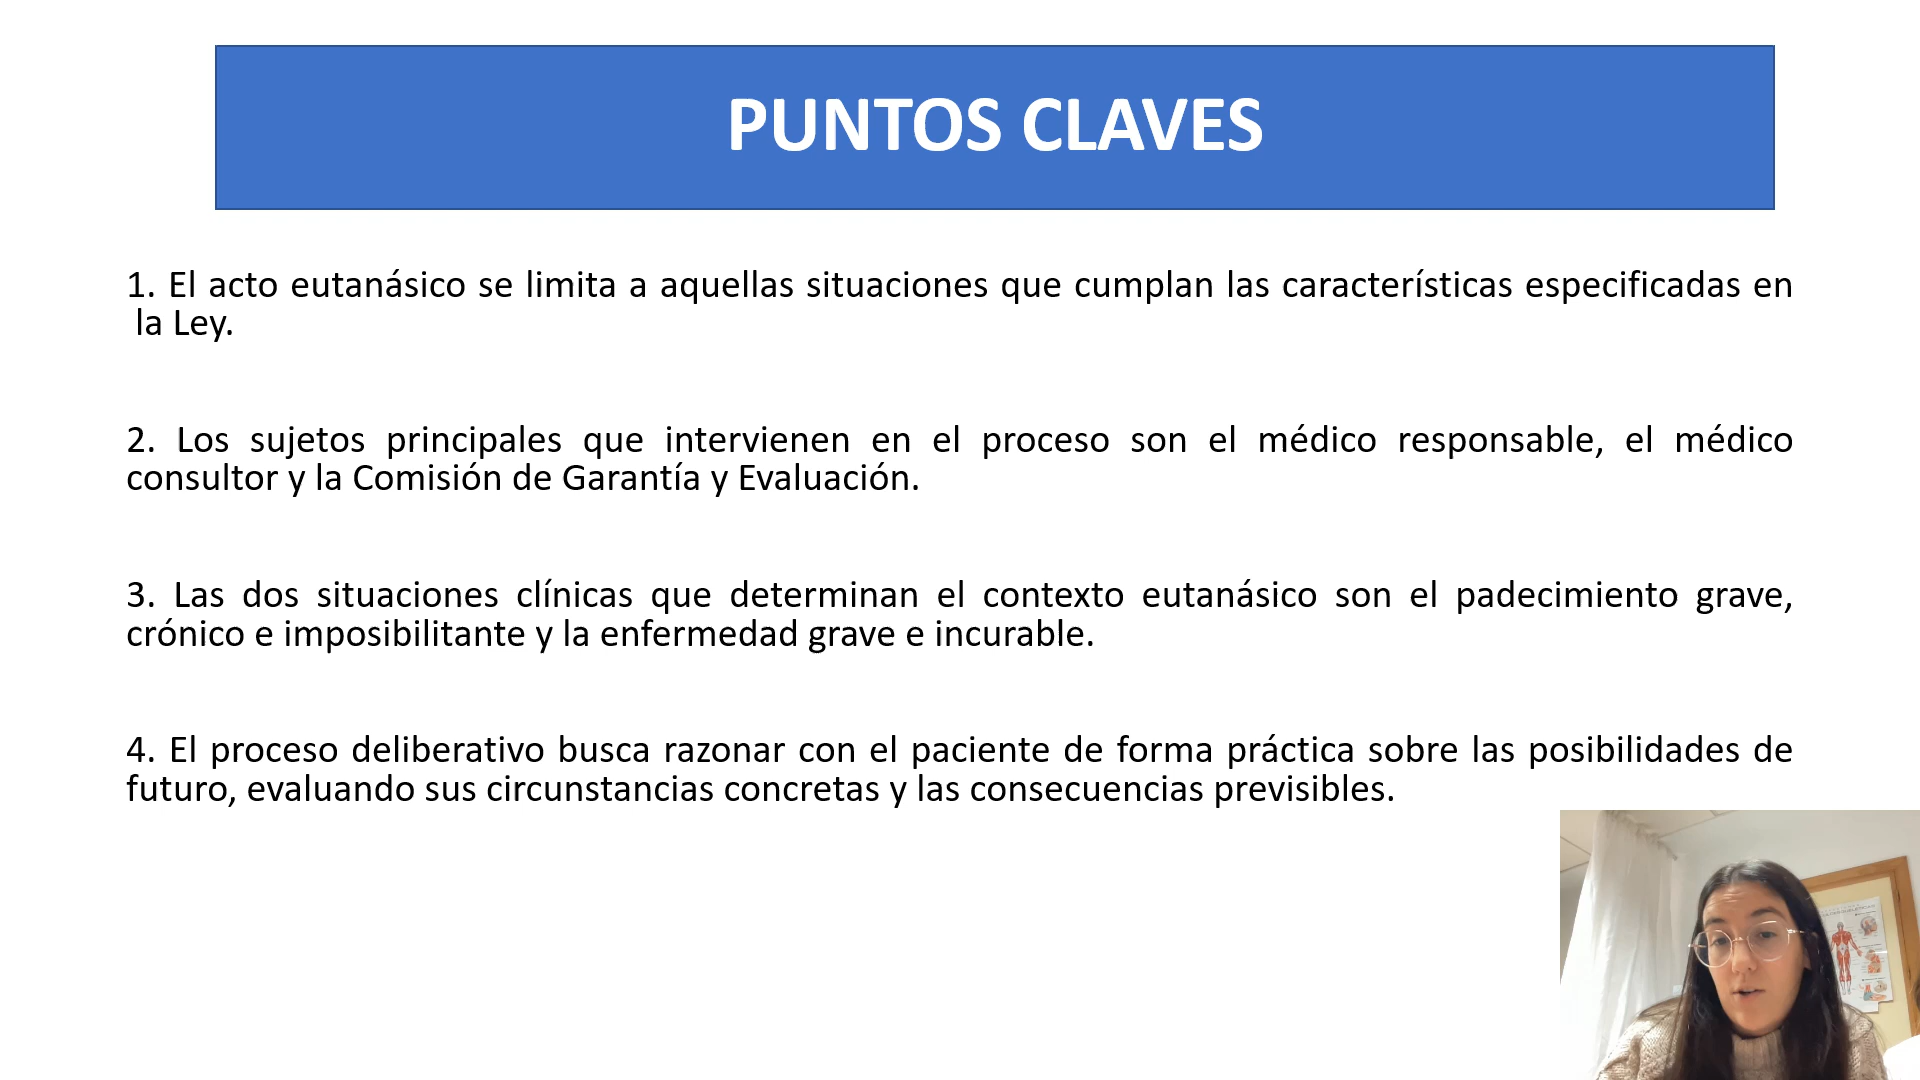 PUNTOS CLAVES
1. El acto eutanásico se limita a aquellas situaciones que cumplan las características especificadas en
la Ley.
2. Los sujetos principales que intervienen en el proceso son el médico responsable, el médico
consultor y la Comisión de Garantía y Evaluación.
3. Las dos situaciones clínicas que determinan el contexto eutanásico son el padecimiento grave,
crónico e imposibilitante y la enfermedad grave e incurable.
4. El proceso deliberativo busca razonar con el paciente de forma práctica sobre las posibilidades de
futuro, evaluando sus circunstancias concretas y las consecuencias previsibles.